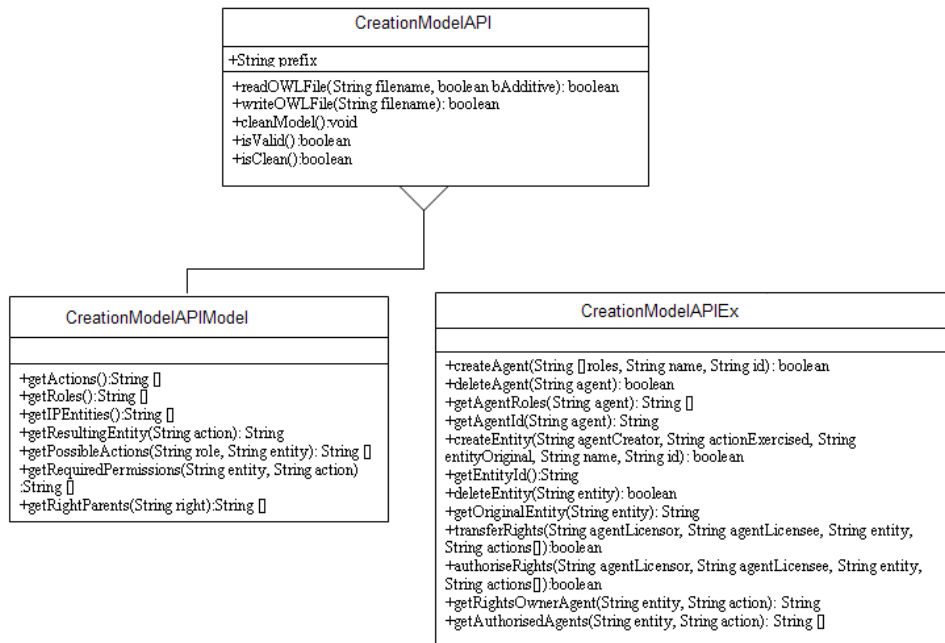 CreationModelAPI
+String prefix
+readOWLFile(String filename, boolean bAdditive): boolean
+writeOWLFile(String filename): boolean
+cleanModel():void
+isValid():boolean
+isClean():boolean
CreationModelAPIModel
+getActions():String []
+getRoles():String []
+getIPEntities():String []
+getResultingEntity(String action): String
+getPossibleActions(String role, String entity): String []
+getRequiredPermissions(String entity, String action)
:String []
+getRightParents(String right):String []
CreationModelAPIEx
+createAgent(String []roles, String name, String id): boolean
+deleteAgent(String agent): boolean
+getAgentRoles(String agent): String []
+getAgentId(String agent): String
+createEntity(String agentCreator, String actionExercised, String
entityOriginal, String name, String id): boolean
+getEntityId():String
+deleteEntity(String entity): boolean
+getOriginalEntity(String entity): String
+transferRights(String agentLicensor, String agentLicensee, String entity,
String actions[]):boolean
+authoriseRights(String agentLicensor, String agentLicensee, String entity,
String actions[]):boolean
+getRightsOwnerAgent(String entity, String action): String
+getAuthorisedAgents(String entity, String action): String []